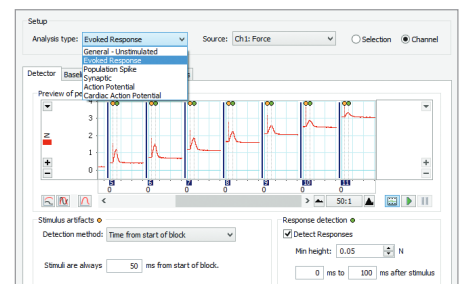 Setup
Analysis type: Evoked Response Source: Ch1: Force Selection Channel
General - Unstimulated
Evoked Response
Population Spike
Synaptic
Action Potential
Cardiac Action Potential
Detector
Preview of
4
3
N
2
1
0
5 6 7 8 9 10 11
0 0 0 0 0 0 0
50:1
Stimulus artifacts
Detection method: Time from start of block
Stimuli are always 50 ms from start of block.
Response detection
Detect Responses
Min height: 0.05 N
0 ms to 100 ms after stimulus